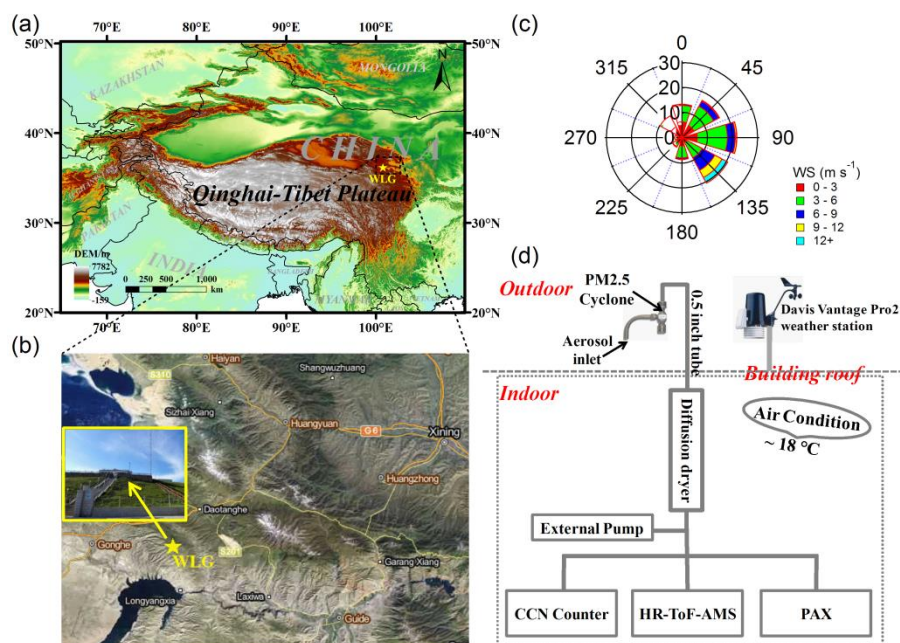 (a)
70°E
80°E
90°E
100°E
50°N
50°N
N
KAZAKHSTAN
MONGOLIA
40°N
40°N
CHINA
WLG
Qinghai-Tibet Plateau
30°N
30°N
PAKISTAN
INDIA
BANGLADESH
DEM/m
7782
-159
0 250 500 1,000
km
20°N
20°N
70°E
80°E
90°E
100°E
(b)
Haiyan
S310
Shangwuzhuang
Sizhai Xiang
Huangyuan
G6
Xining
Huangzhong
Daotanghe
Gonghe
WLG
S201
Garang Xiang
Longyangxia
Laxiwa
Guide
(c)
0
45
90
135
180
225
270
315
30
20
10
0
WS (m s⁻¹)
0 - 3
3 - 6
6 - 9
9 - 12
12+
(d)
Outdoor
PM2.5
Cyclone
Aerosol
inlet
0.5 inch tube
Davis Vantage Pro2
weather station
Building roof
Indoor
Diffusion dryer
Air Condition
~ 18 °C
External Pump
CCN Counter
HR-ToF-AMS
PAX